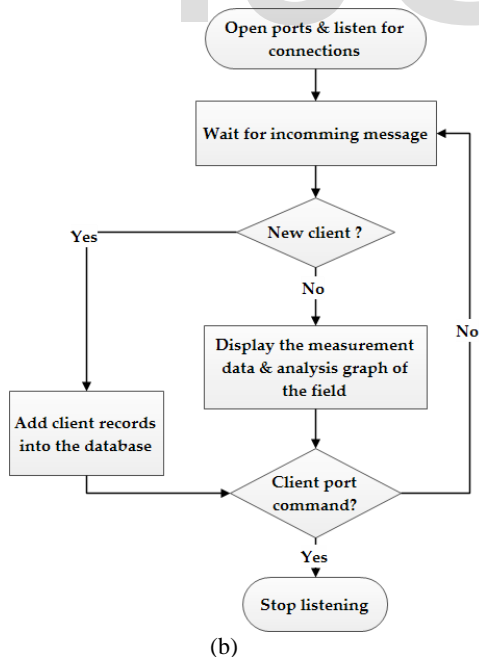 Open ports & listen for
connections
Wait for incomming message
New client ?
Yes
No
Display the measurement
data & analysis graph of
the field
No
Add client records
into the database
Client port
command?
Yes
Stop listening
(b)